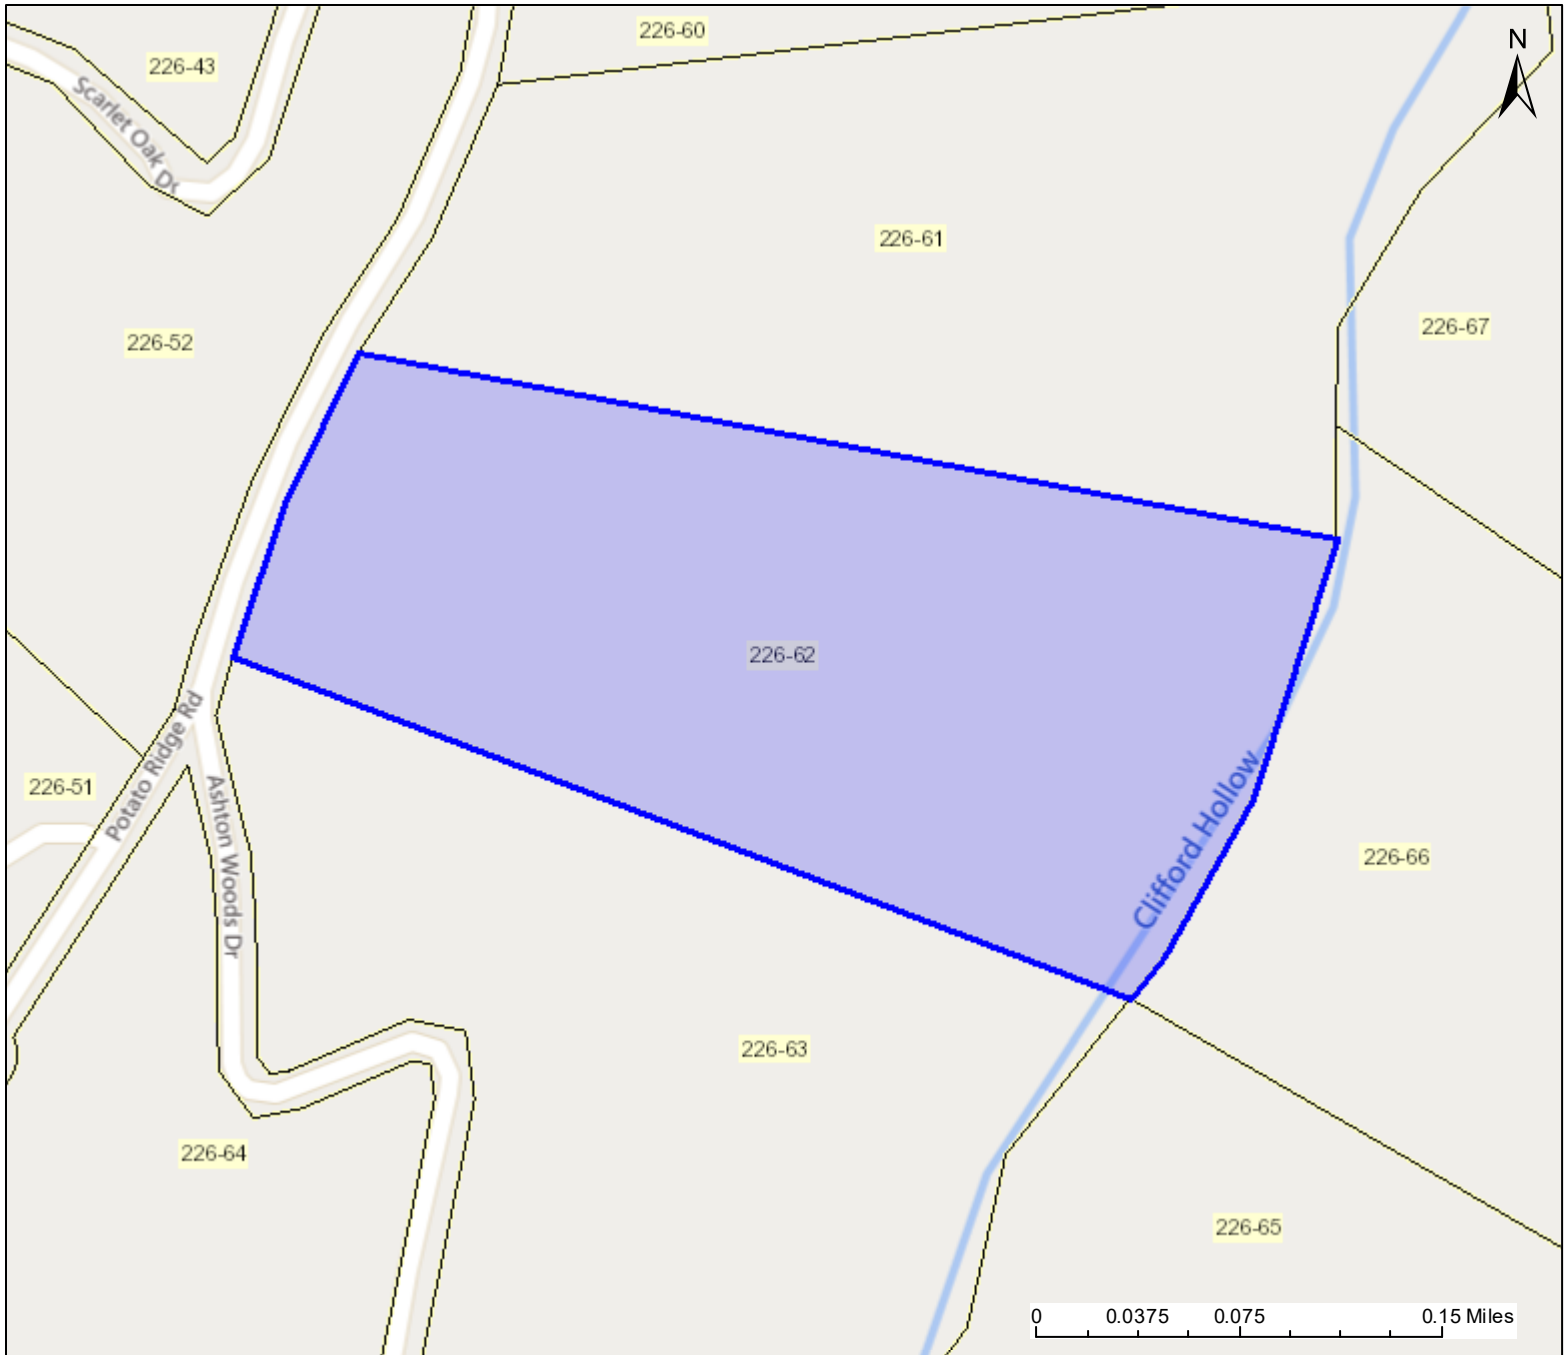 226-60
N
226-43
Scarlet Oak Dr
226-61
226-67
226-52
226-62
Potato Ridge Rd
226-51
Ashton Woods Dr
Clifford Hollow
226-66
226-63
226-64
226-65
0 0.0375 0.075 0.15 Miles